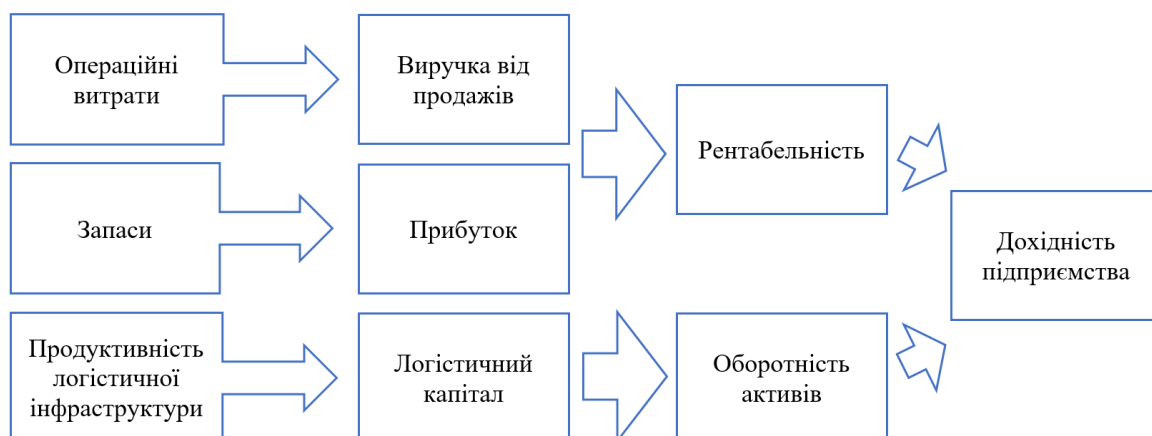 Операційні
витрати
Виручка від
продажів
Рентабельність
Запаси
Прибуток
Дохідність
підприємства
Продуктивність
логістичної
інфраструктури
Логістичний
капітал
Оборотність
активів